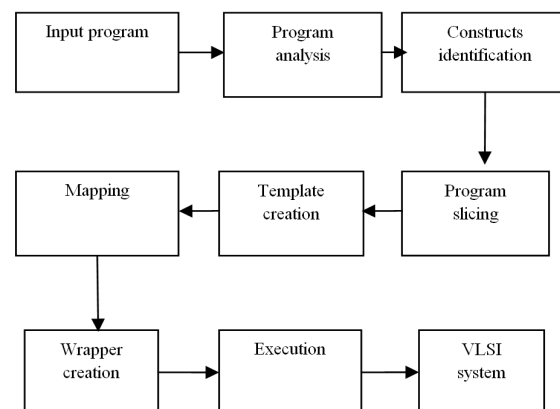 Input program
Program
analysis
Constructs
identification
Mapping
Template
creation
Program
slicing
Wrapper
creation
Execution
VLSI
system